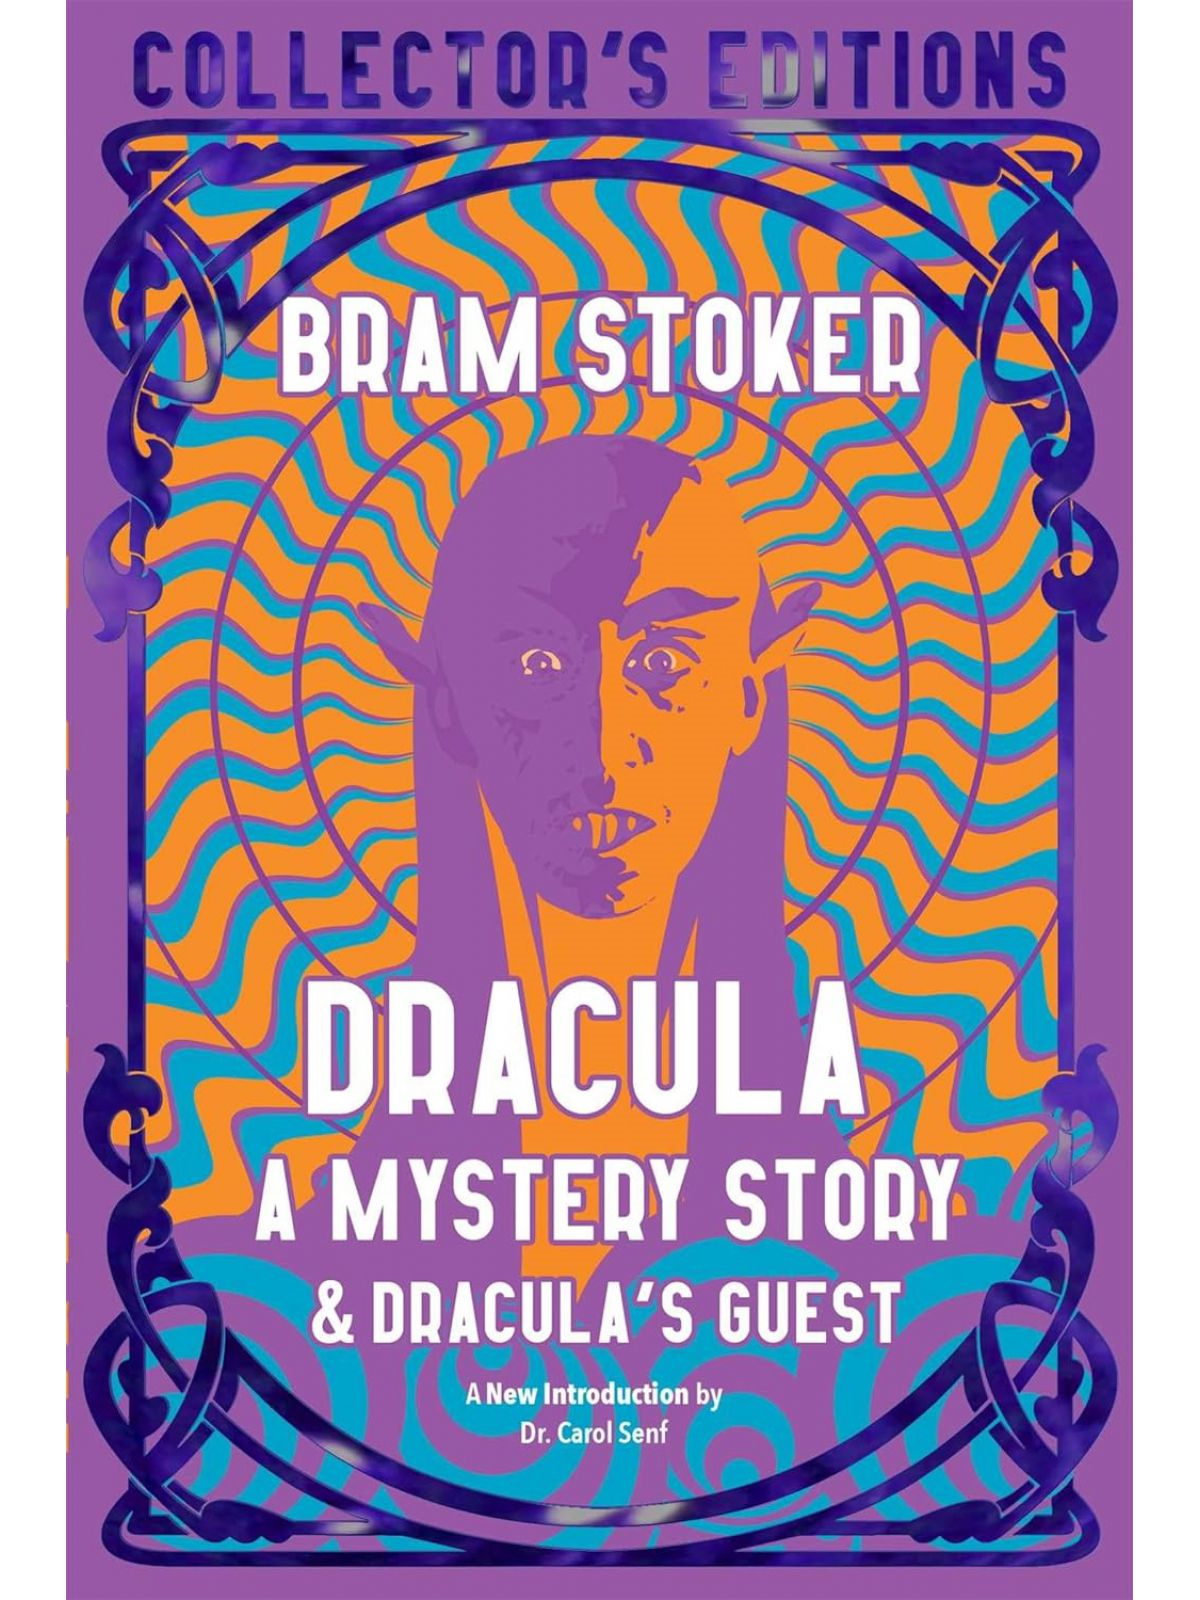 COLLECTOR'S EDITIONS
BRAM STOKER
DRACULA
A MYSTERY STORY
& DRACULA'S GUEST
A New Introduction by
Dr. Carol Senf